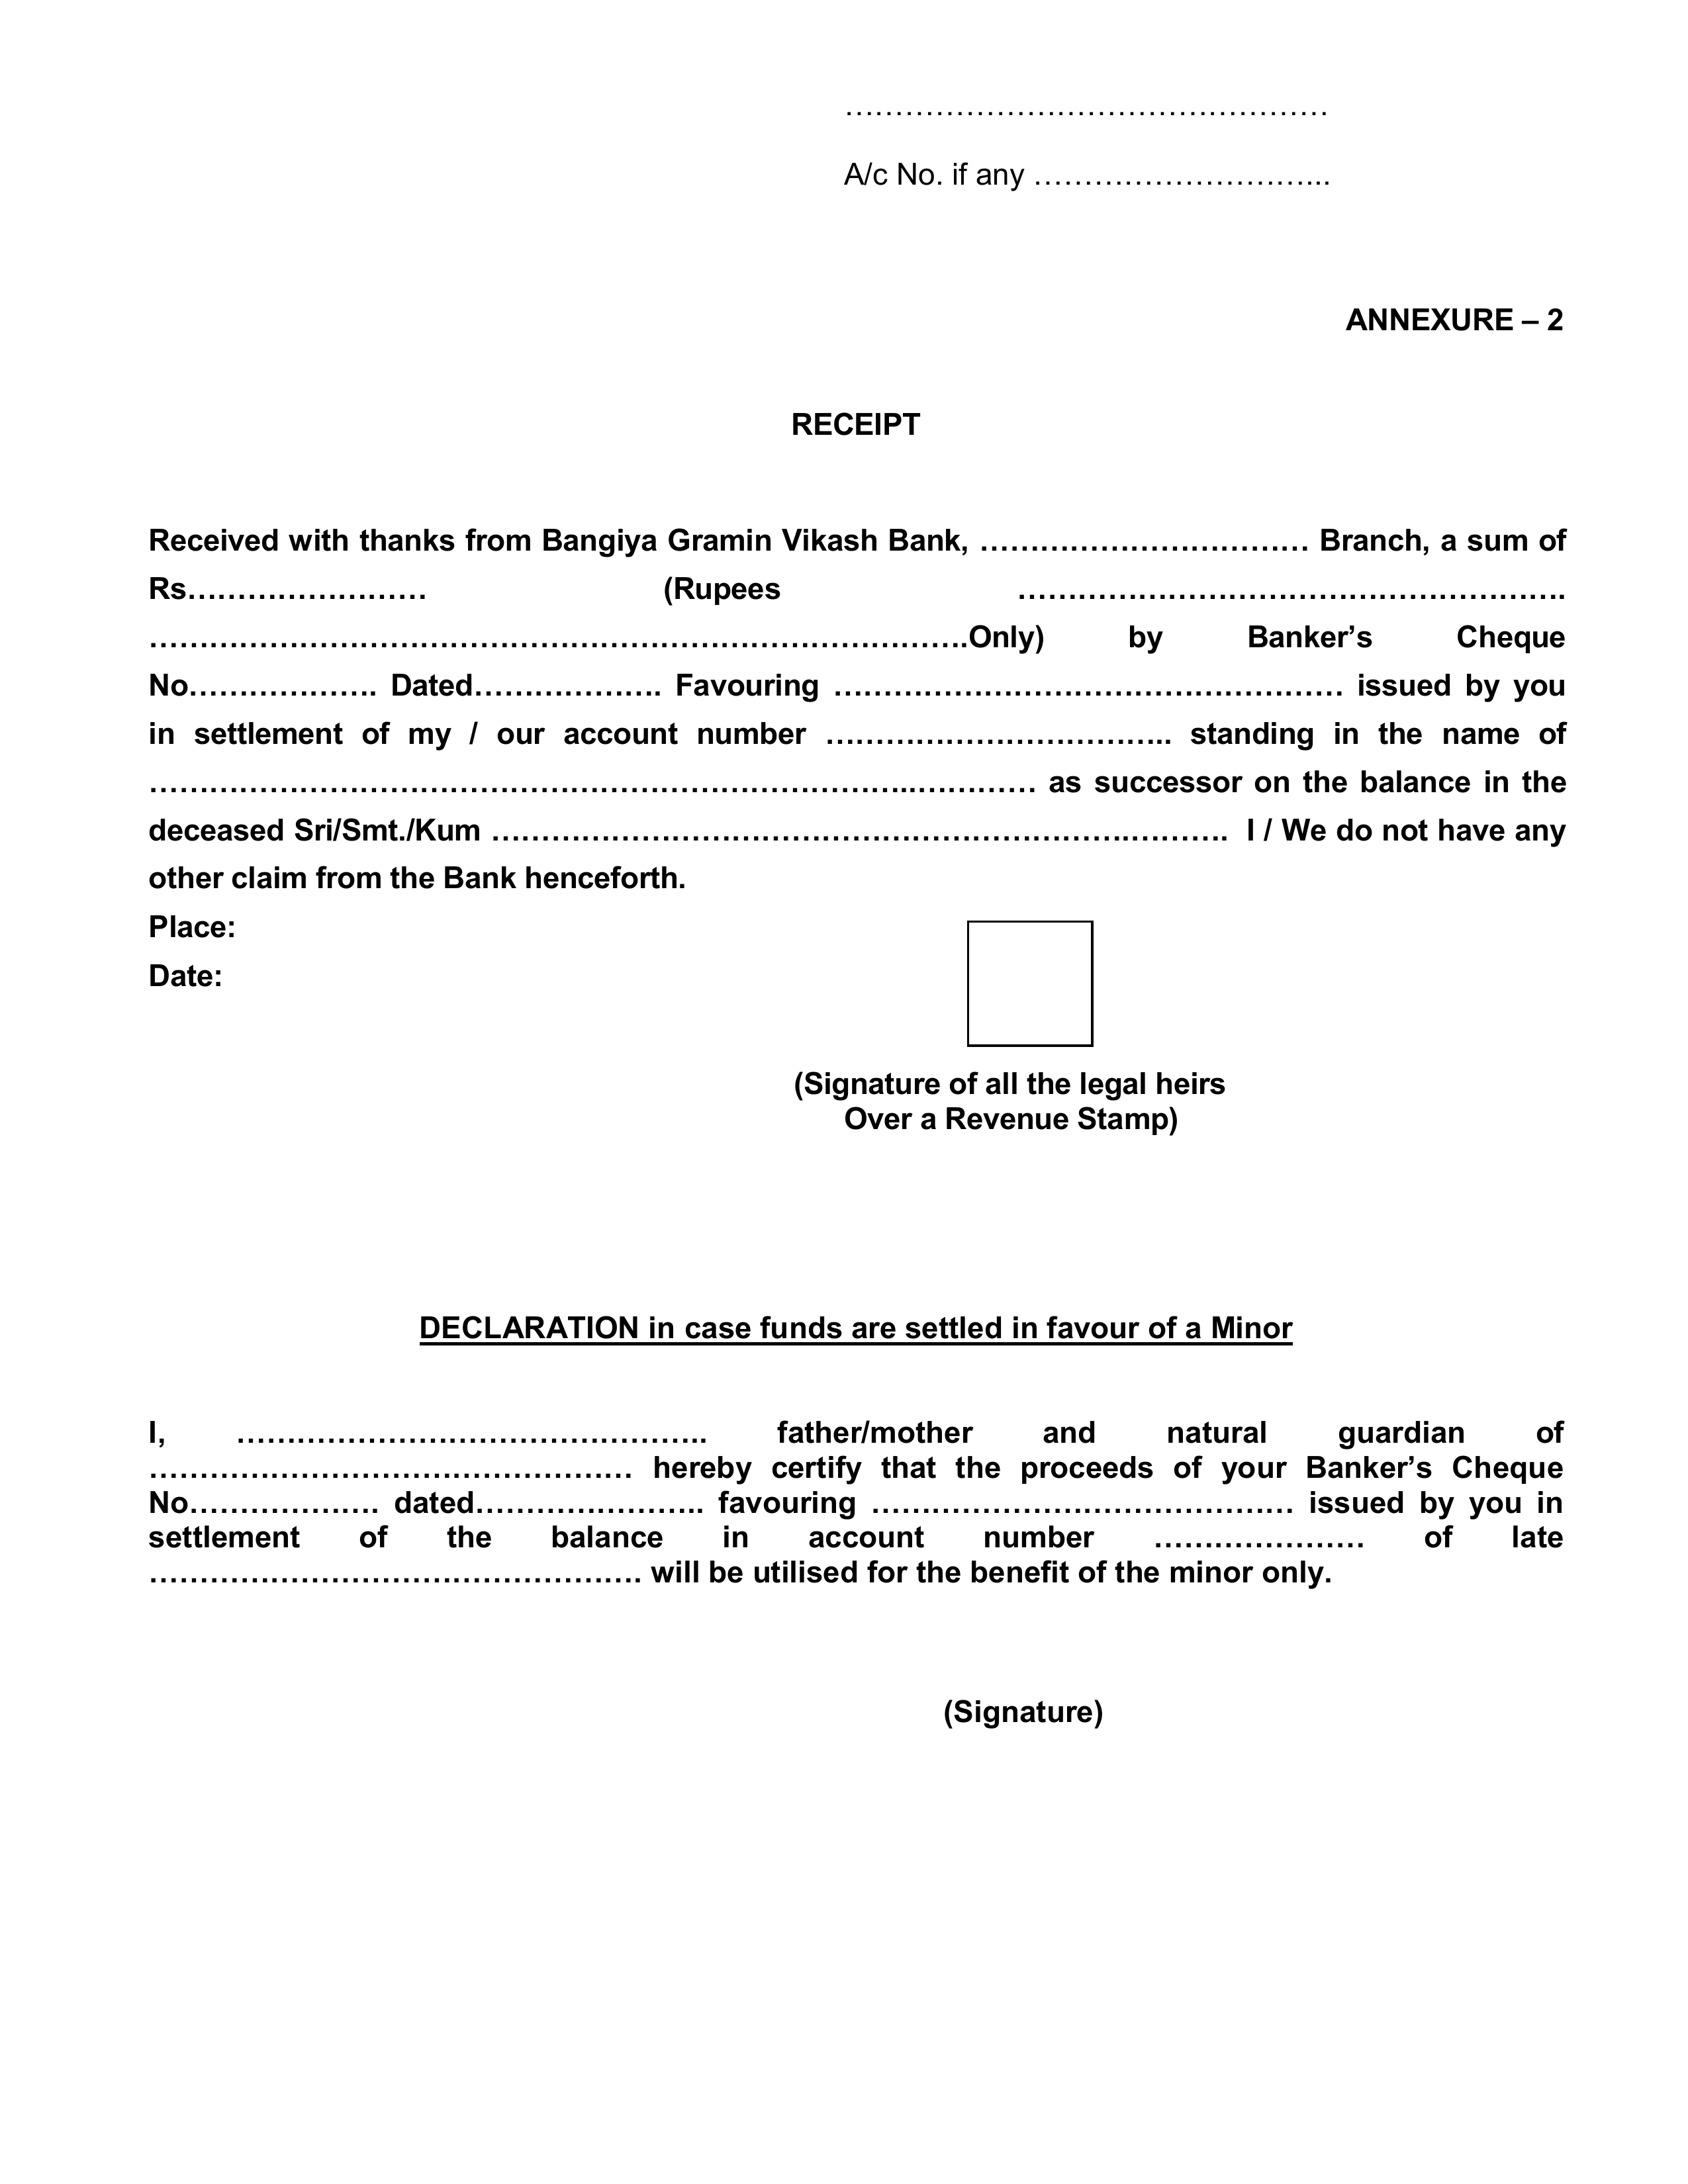 …………………………………………
A/c No. if any ………………………...
ANNEXURE – 2
RECEIPT
Received with thanks from Bangiya Gramin Vikash Bank, …………………………… Branch, a sum of
Rs…………………… (Rupees ……………………………………………….
………………………………………………………………………..Only) by Banker’s Cheque
No………………. Dated………………. Favouring …………………………………………… issued by you
in settlement of my / our account number …………………………….. standing in the name of
…………………………………………………………………...………… as successor on the balance in the
deceased Sri/Smt./Kum ……………………………………………………….………. I / We do not have any
other claim from the Bank henceforth.
Place:
Date:
(Signature of all the legal heirs
Over a Revenue Stamp)
DECLARATION in case funds are settled in favour of a Minor
I, ……………………………………….. father/mother and natural guardian of
………………………………………… hereby certify that the proceeds of your Banker’s Cheque
No………………. dated………………….. favouring …………………………………… issued by you in
settlement of the balance in account number ………………… of late
…………………………………………. will be utilised for the benefit of the minor only.
(Signature)